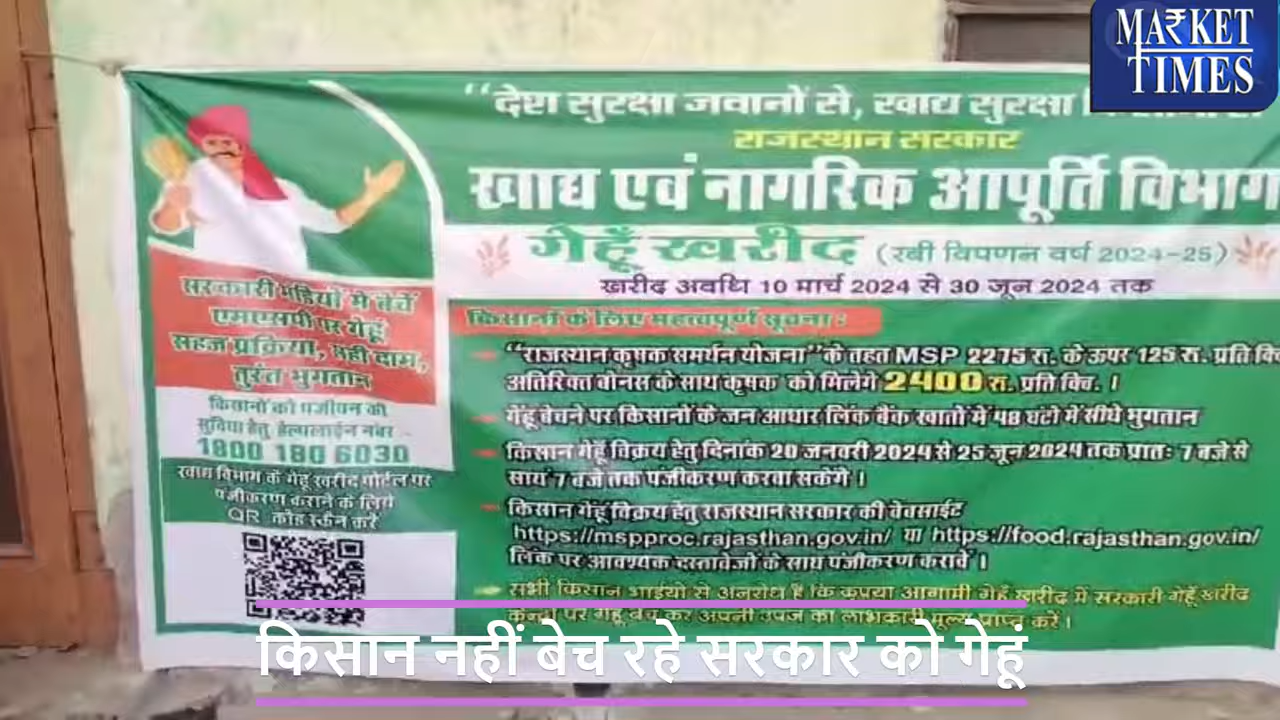 MARKET
TIMES
“देश सुरक्षा जवानों से, खाद्य सुरक्षा
राजस्थान सरकार
खाद्य एवं नागरिक आपूर्ति विभाग
गेहूँ खरीद (रबी विपणन वर्ष 2024-25)
खरीद अवधि 10 मार्च 2024 से 30 जून 2024 तक
सरकारी मंडियों में बेचें
एमएसपी पर गेहूं
सहज प्रक्रिया, सही दाम,
तुरंत भुगतान
किसानों को पंजीयन की
सुविधा हेतु हेल्पलाईन नंबर -
1800 180 6030
खाद्य विभाग के गेहूं खरीद पोर्टल पर
पंजीकरण कराने के लिये
QR कोड स्कैन करें
किसानों के लिए महत्वपूर्ण सूचना :
“राजस्थान कृषक समर्थन योजना” के तहत MSP 2275 रु. के ऊपर 125 रु. प्रति क्वि
अतिरिक्त बोनस के साथ कृषक को मिलेगे 2400 रु. प्रति क्वि. ।
गेंहू बेचने पर किसानों के जन आधार लिंक बैंक खातों में 48 घंटो में सीधे भुगतान
किसान गेहूँ विक्रय हेतु दिनांक 20 जनवरी 2024 से 25 जून 2024 तक प्रातः 7 बजे से
सायं 7 बजे तक पंजीकरण करवा सकेंगे ।
किसान गेंहूं विक्रय हेंतु राजस्थान सरकार की वेबसाईट
https://mspproc.rajasthan.gov.in/ या https://food.rajasthan.gov.in/
लिंक पर आवश्यक दस्तावेजों के साथ पंजीकरण करावें ।
सभी किसान भाईयो से अनुरोध है कि कृपया आगामी गेहूँ खरीद में सरकारी गेहूँ खरीद
केन्द्रों पर गेहूं बेच कर अपनी उपज का लाभकारी मूल्य प्राप्त करें ।
किसान नहीं बेच रहे सरकार को गेहूं